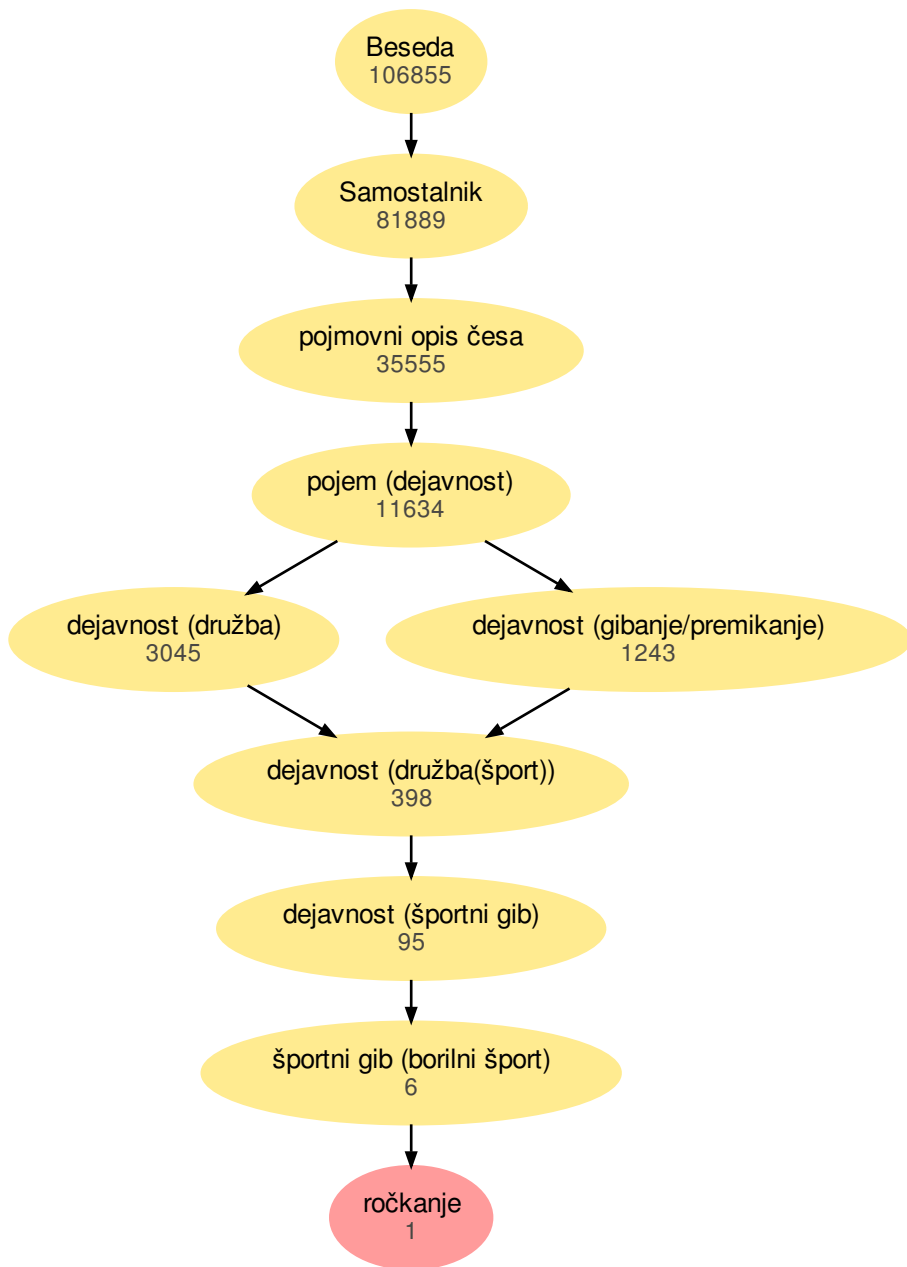 Beseda
106855
Samostalnik
81889
pojmovni opis česa
35555
pojem (dejavnost)
11634
dejavnost (družba)
3045
dejavnost (gibanje/premikanje)
1243
dejavnost (družba(šport))
398
dejavnost (športni gib)
95
športni gib (borilni šport)
6
ročkanje
1